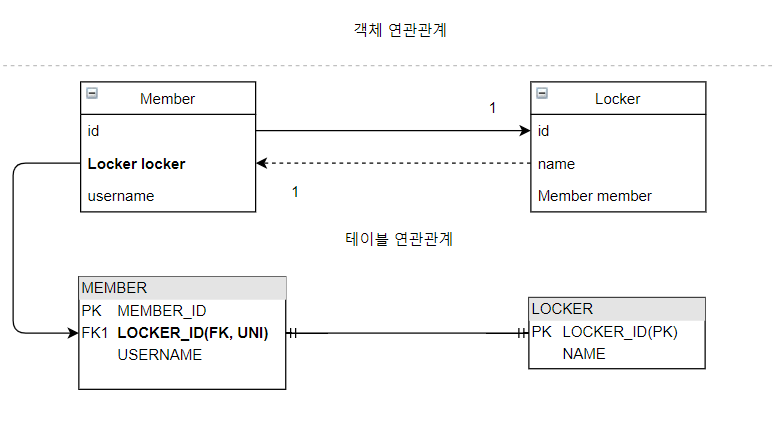 객체 연관관계
Member
id
Locker locker
username
1
1
Locker
id
name
Member member
테이블 연관관계
MEMBER
PK MEMBER_ID
FK1 LOCKER_ID(FK, UNI)
USERNAME
LOCKER
PK LOCKER_ID(PK)
NAME